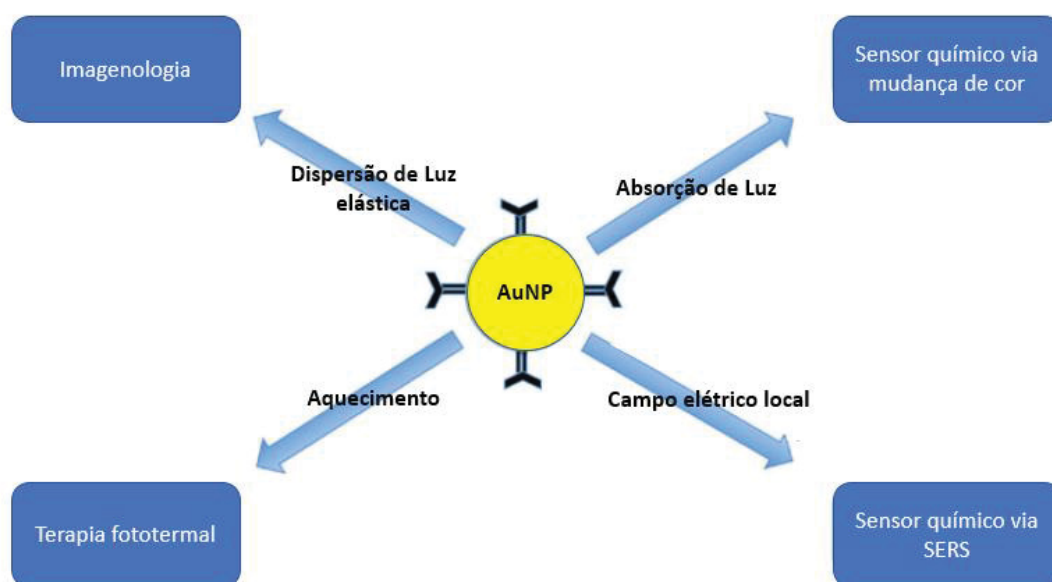 Imagenologia
Sensor químico via
mudança de cor
Dispersão de Luz
elástica
Absorção de Luz
AuNP
Aquecimento
Campo elétrico local
Terapia fototermal
Sensor químico via
SERS